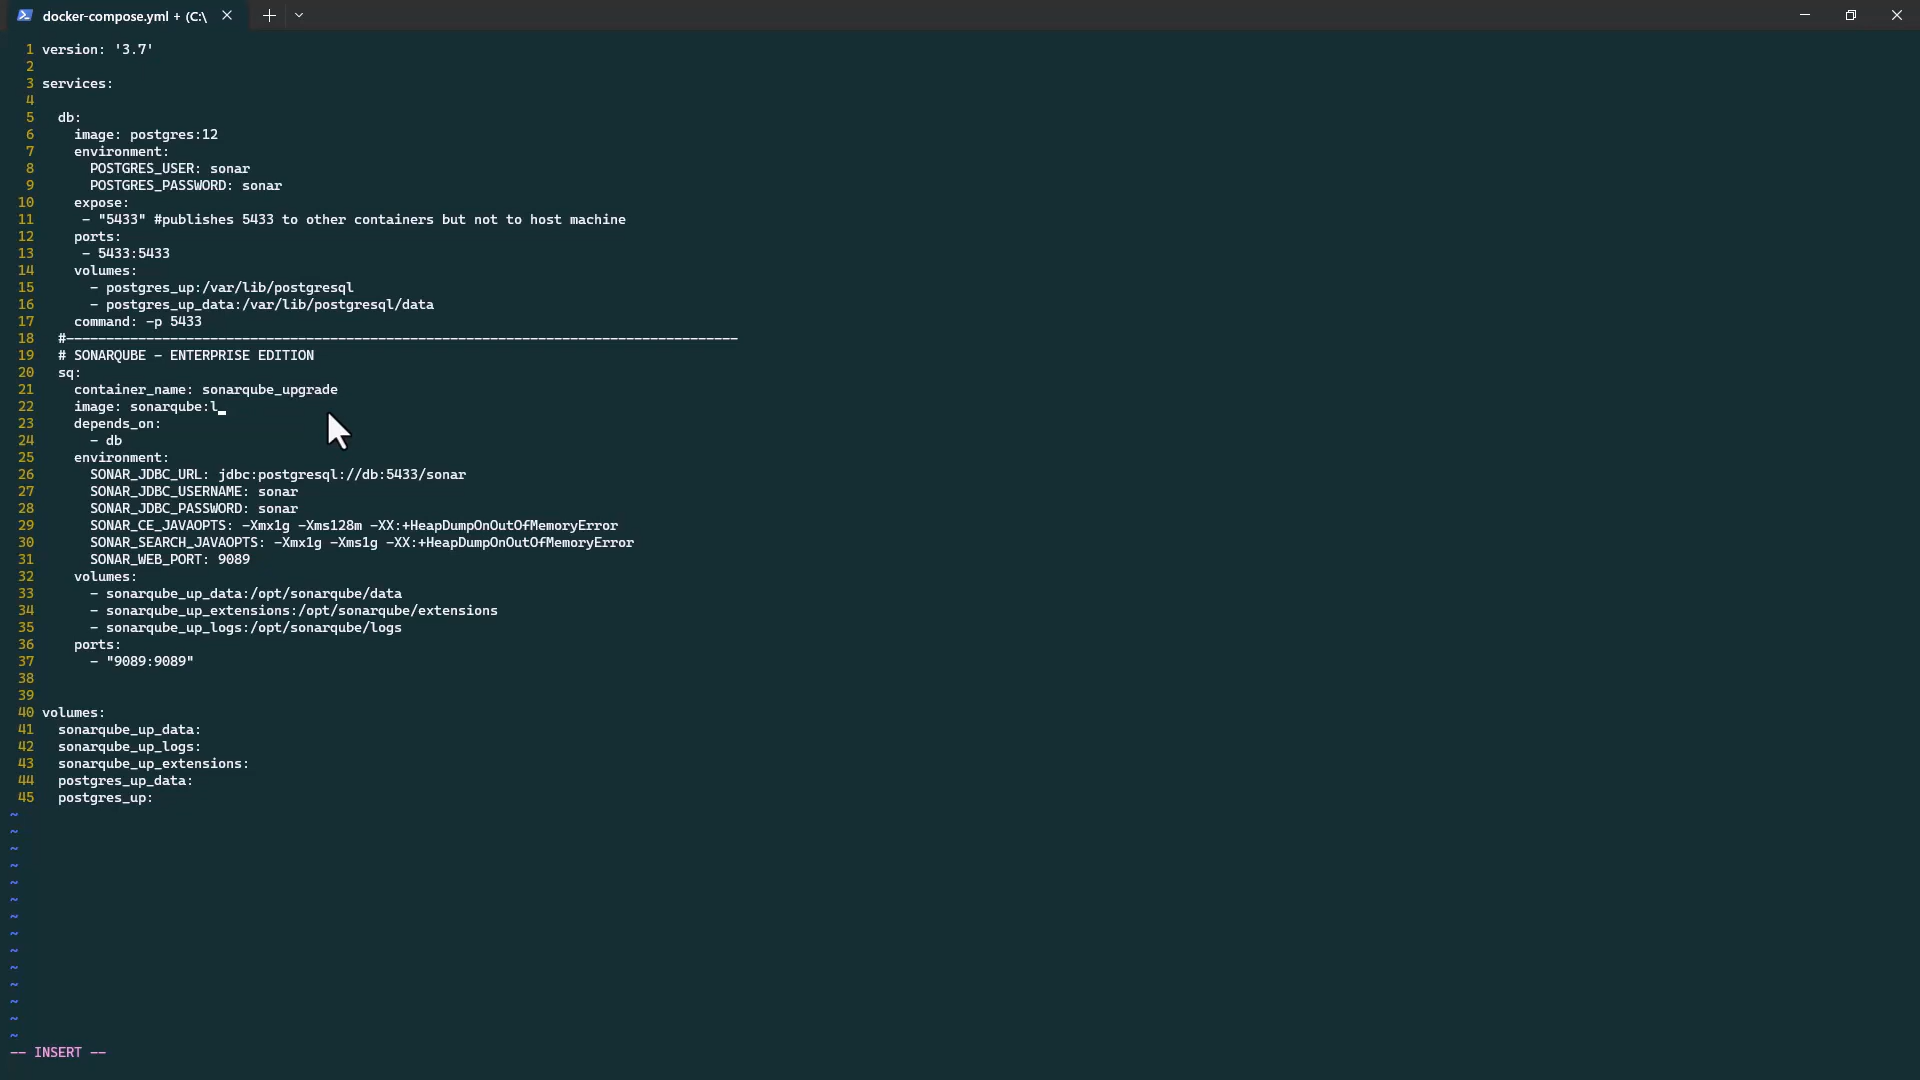 docker-compose.yml + (C:\
1 version: '3.7'
2
3 services:
4
5   db:
6     image: postgres:12
7     environment:
8       POSTGRES_USER: sonar
9       POSTGRES_PASSWORD: sonar
10     expose:
11      - "5433" #publishes 5433 to other containers but not to host machine
12     ports:
13      - 5433:5433
14     volumes:
15       - postgres_up:/var/lib/postgresql
16       - postgres_up_data:/var/lib/postgresql/data
17     command: -p 5433
18   #------------------------------------------------------------------------------------
19   # SONARQUBE - ENTERPRISE EDITION
20   sq:
21     container_name: sonarqube_upgrade
22     image: sonarqube:l
23     depends_on:
24       - db
25     environment:
26       SONAR_JDBC_URL: jdbc:postgresql://db:5433/sonar
27       SONAR_JDBC_USERNAME: sonar
28       SONAR_JDBC_PASSWORD: sonar
29       SONAR_CE_JAVAOPTS: -Xmx1g -Xms128m -XX:+HeapDumpOnOutOfMemoryError
30       SONAR_SEARCH_JAVAOPTS: -Xmx1g -Xms1g -XX:+HeapDumpOnOutOfMemoryError
31       SONAR_WEB_PORT: 9089
32     volumes:
33       - sonarqube_up_data:/opt/sonarqube/data
34       - sonarqube_up_extensions:/opt/sonarqube/extensions
35       - sonarqube_up_logs:/opt/sonarqube/logs
36     ports:
37       - "9089:9089"
38
39
40 volumes:
41   sonarqube_up_data:
42   sonarqube_up_logs:
43   sonarqube_up_extensions:
44   postgres_up_data:
45   postgres_up:
~
~
~
~
~
~
~
~
~
~
~
~
~
~
-- INSERT --